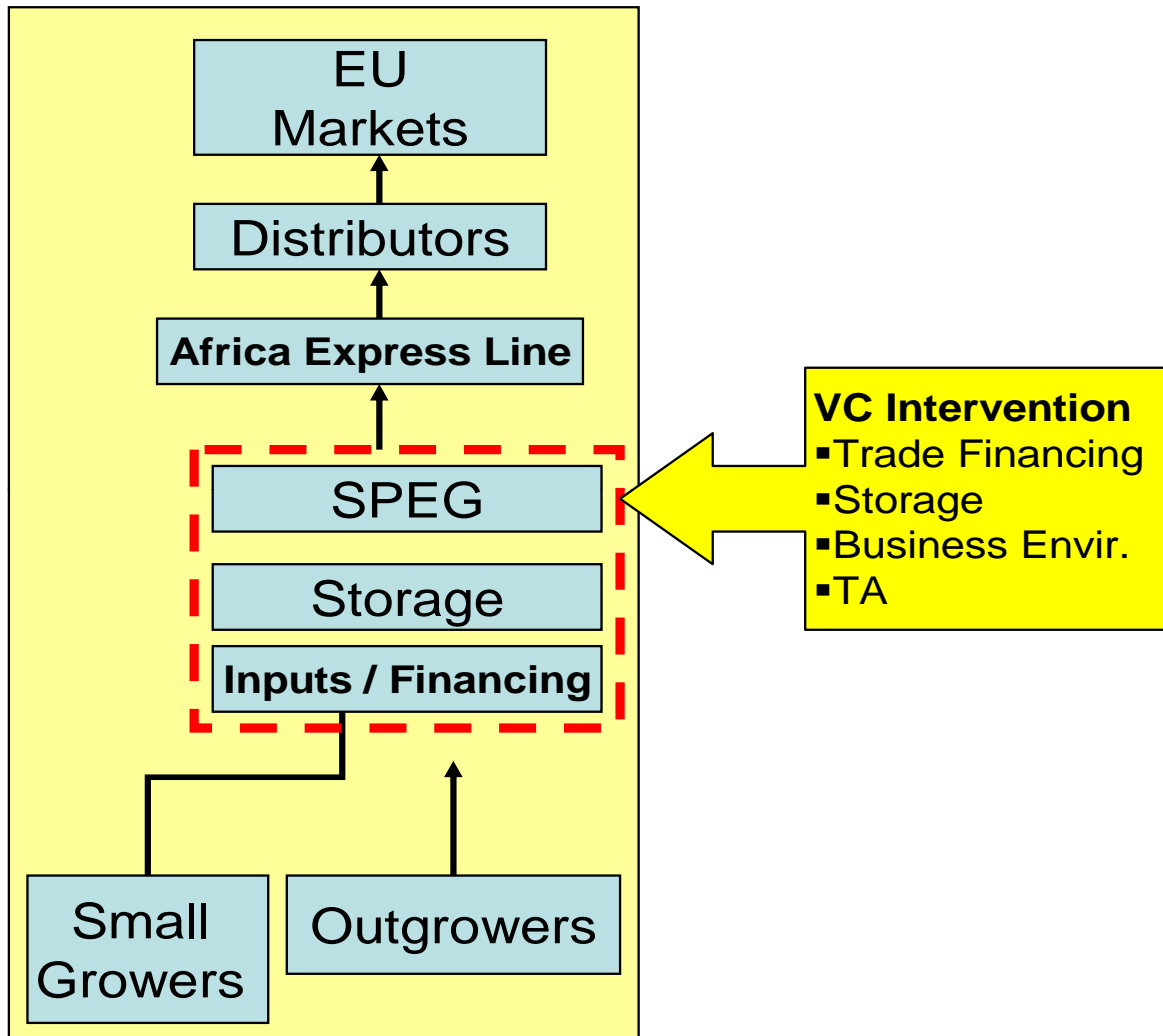 EU
Markets
Distributors
Africa Express Line
SPEG
Storage
Inputs / Financing
Small
Growers
Outgrowers
VC Intervention
▪Trade Financing
▪Storage
▪Business Envir.
▪TA